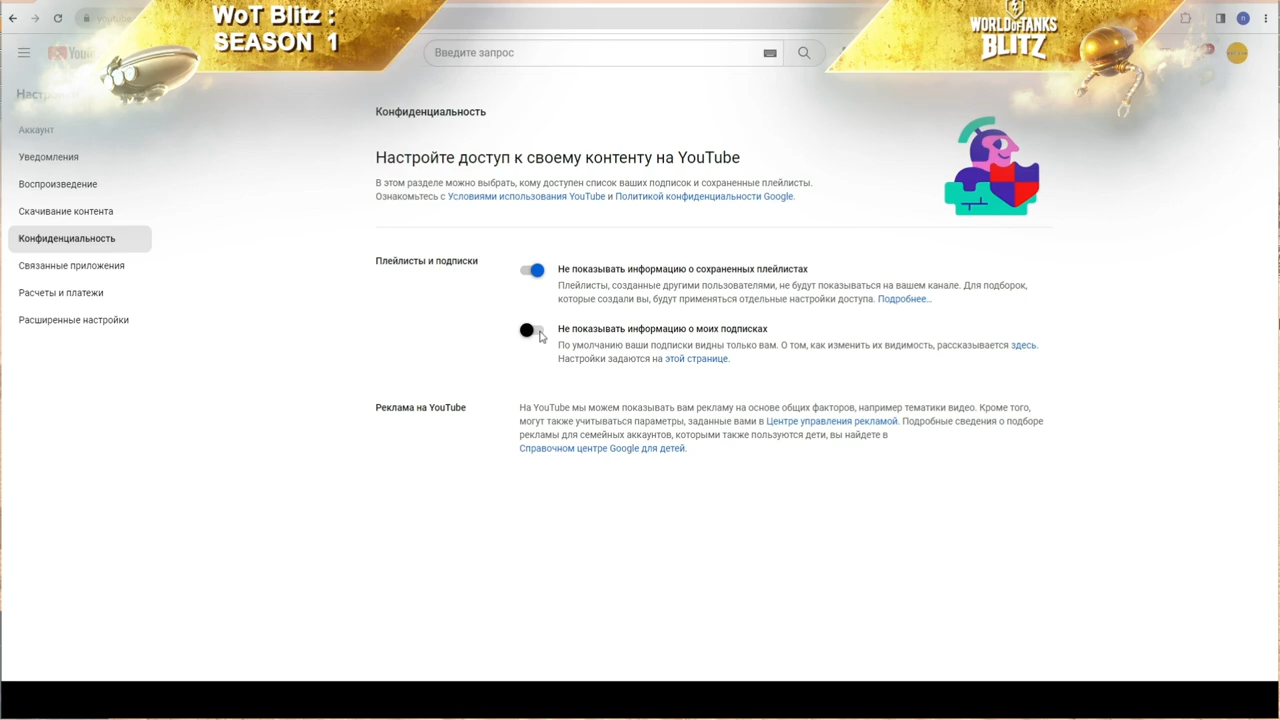 WoT Blitz :
SEASON 1
WORLD OF TANKS
BLITZ
Введите запрос
Аккаунт
Уведомления
Воспроизведение
Скачивание контента
Конфиденциальность
Связанные приложения
Расчеты и платежи
Расширенные настройки
Конфиденциальность
Настройте доступ к своему контенту на YouTube
В этом разделе можно выбрать, кому доступен список ваших подписок и сохраненные плейлисты.
Ознакомьтесь с Условиями использования YouTube и Политикой конфиденциальности Google.
Плейлисты и подписки
Не показывать информацию о сохраненных плейлистах
Плейлисты, созданные другими пользователями, не будут показываться на вашем канале. Для подборок,
которые создали вы, будут применяться отдельные настройки доступа. Подробнее…
Не показывать информацию о моих подписках
По умолчанию ваши подписки видны только вам. О том, как изменить их видимость, рассказывается здесь.
Настройки задаются на этой странице.
Реклама на YouTube
На YouTube мы можем показывать вам рекламу на основе общих факторов, например тематики видео. Кроме того,
могут также учитываться параметры, заданные вами в Центре управления рекламой. Подробные сведения о подборе
рекламы для семейных аккаунтов, которыми также пользуются дети, вы найдете в
Справочном центре Google для детей.